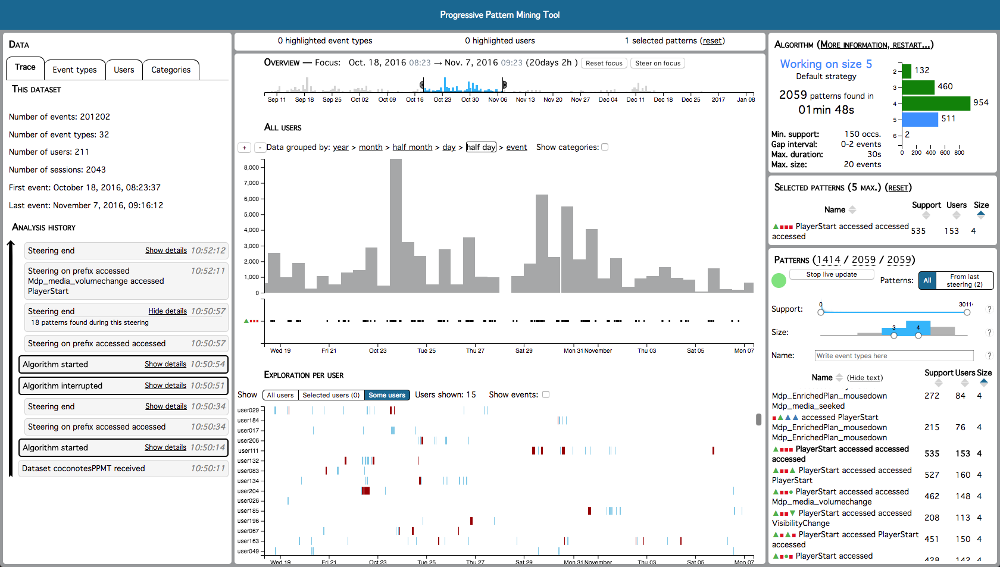 Progressive Pattern Mining Tool
Data
Trace
Event types
Users
Categories
This dataset
Number of events: 201202
Number of event types: 32
Number of users: 211
Number of sessions: 2043
First event: October 18, 2016, 08:23:37
Last event: November 7, 2016, 09:16:12
Analysis history
Steering end Show details 10:52:12
Steering on prefix accessed 10:52:11
Mdp_media_volumechange accessed
PlayerStart
Steering end Hide details 10:50:57
18 patterns found during this steering
Steering on prefix accessed accessed 10:50:57
Algorithm started Show details 10:50:54
Algorithm interrupted Show details 10:50:51
Steering end Show details 10:50:34
Steering on prefix accessed accessed 10:50:34
Algorithm started Show details 10:50:14
Dataset coconotesPPMT received 10:50:11
0 highlighted event types 0 highlighted users 1 selected patterns (reset)
Overview — Focus: Oct. 18, 2016 08:23 → Nov. 7, 2016 09:23 (20days 2h ) Reset focus Steer on focus
Sep 11 Sep 18 Sep 25 Oct 02 Oct 09 Oct 16 Oct 23 Oct 30 Nov 06 Nov 13 Nov 20 Nov 27 Dec 04 Dec 11 Dec 18 Dec 25 2017 Jan 08
All users
+ - Data grouped by: year > month > half month > day > half day > event Show categories:
8,000
7,000
6,000
5,000
4,000
3,000
2,000
1,000
0
Wed 19 Fri 21 Oct 23 Tue 25 Thu 27 Sat 29 Mon 31 November Thu 03 Sat 05 Mon 07
Exploration per user
Show All users Selected users (0) Some users Users shown: 15 Show events:
user029
user184
user017
user206
user111
user132
user083
user134
user204
user026
user185
user196
user067
user163
user049
Wed 19 Fri 21 Oct 23 Tue 25 Thu 27 Sat 29 Mon 31 November Thu 03 Sat 05 Mon 07
Algorithm (More information, restart...)
Working on size 5
Default strategy
2059 patterns found in
01min 48s
Min. support: 150 occs.
Gap interval: 0-2 events
Max. duration: 30s
Max. size: 20 events
2 132
3 460
4 954
5 511
6 2
0 200 400 600 800
Selected patterns (5 max.) (reset)
Name Support Users Size
PlayerStart accessed accessed 535 153 4
accessed
Patterns (1414 / 2059 / 2059)
Stop live update
Patterns: All From last
steering (2)
Support: 0 ?
Size: 3 4 ?
Name: Write event types here ?
Name (Hide text) Support Users Size
Mdp_EnrichedPlan_mousedown 272 84 4
Mdp_media_seeked
accessed PlayerStart
Mdp_EnrichedPlan_mousedown 215 76 4
Mdp_EnrichedPlan_mousedown
PlayerStart accessed accessed 535 153 4
accessed
PlayerStart accessed accessed 527 160 4
PlayerStart
PlayerStart accessed accessed 462 148 4
Mdp_media_volumechange
PlayerStart accessed accessed 208 113 4
VisibilityChange
PlayerStart accessed PlayerStart 451 150 4
accessed
PlayerStart accessed 428 142 4